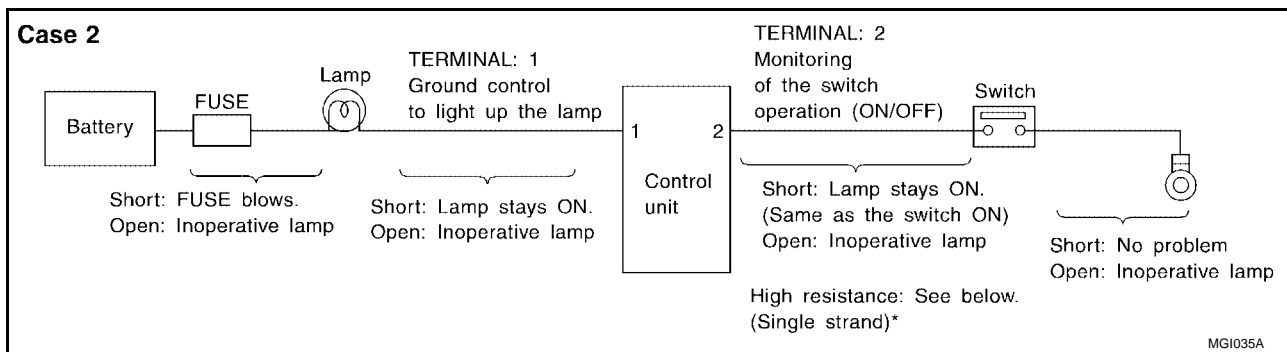 Case 2
Battery
FUSE
Lamp
TERMINAL: 1
Ground control
to light up the lamp
1
2
Control
unit
TERMINAL: 2
Monitoring
of the switch
operation (ON/OFF)
Switch
Short: FUSE blows.
Open: Inoperative lamp
Short: Lamp stays ON.
Open: Inoperative lamp
Short: Lamp stays ON.
(Same as the switch ON)
Open: Inoperative lamp
High resistance: See below.
(Single strand)*
Short: No problem
Open: Inoperative lamp
MGI035A